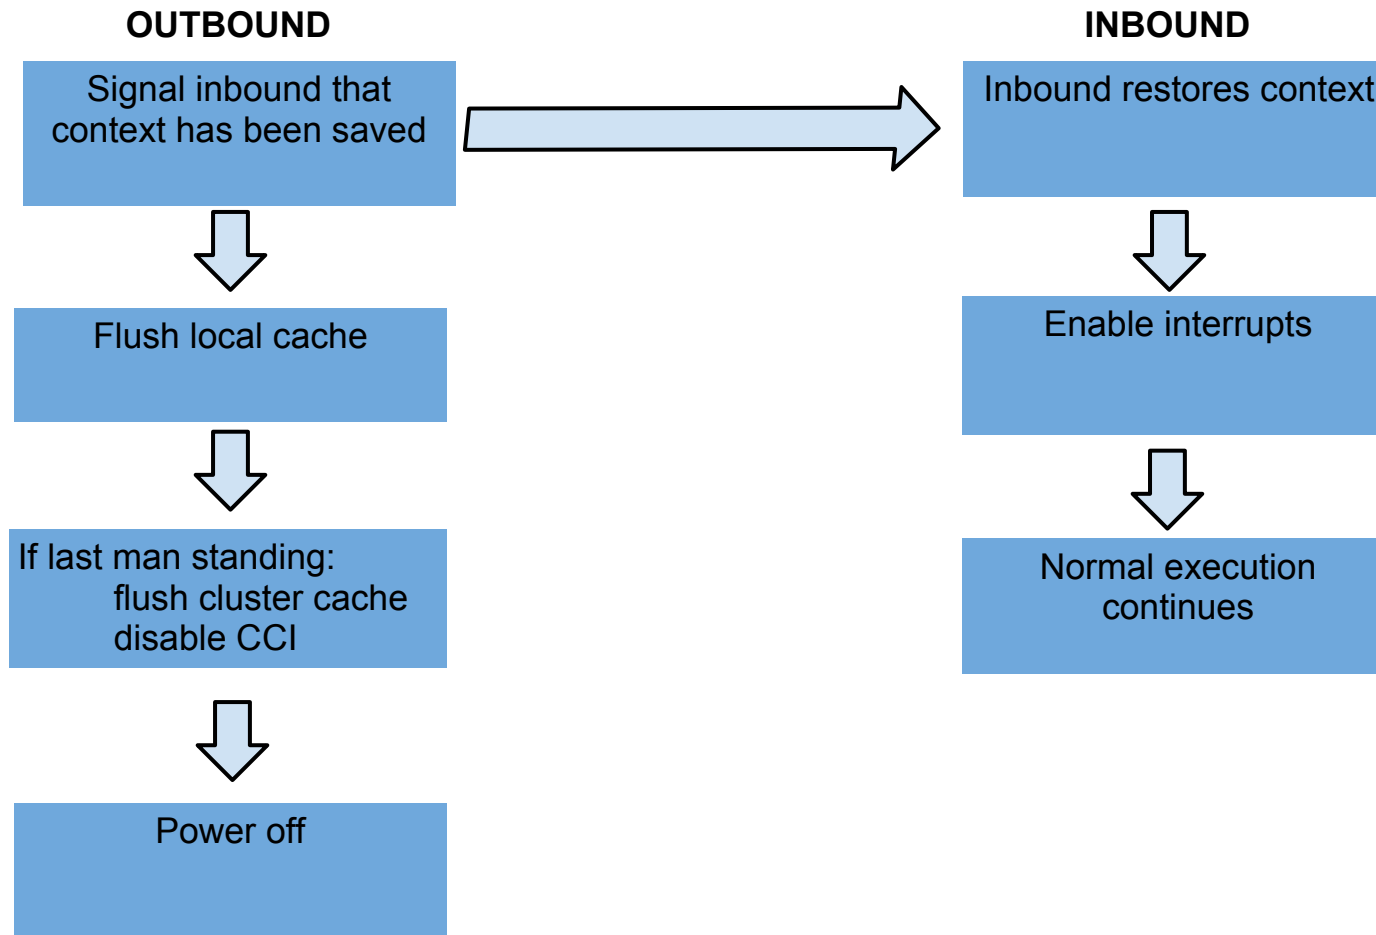 OUTBOUND
Signal inbound that
context has been saved
Flush local cache
If last man standing:
flush cluster cache
disable CCI
Power off
INBOUND
Inbound restores context
Enable interrupts
Normal execution
continues